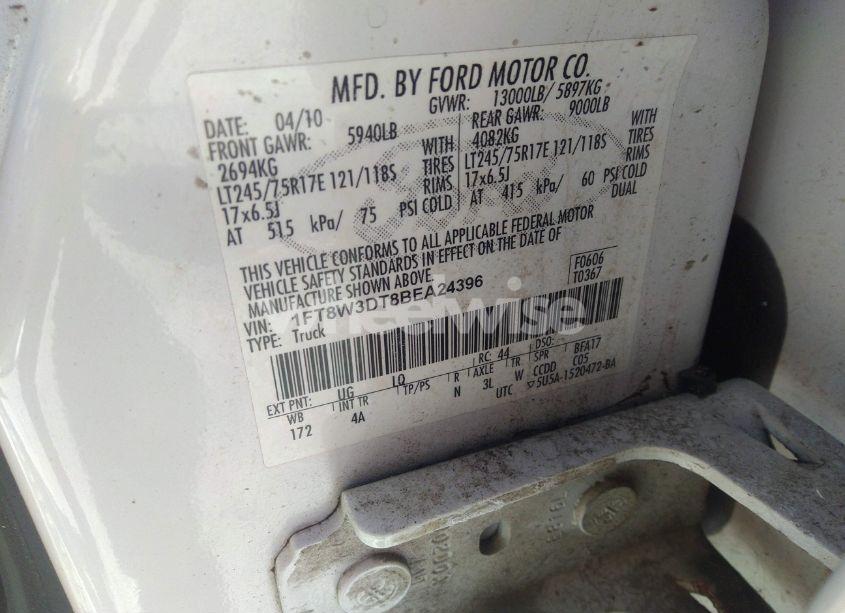 MFD. BY FORD MOTOR CO.
DATE: 04/10 GVWR: 13000LB/ 5897KG
FRONT GAWR: 5940LB REAR GAWR: 9000LB
2694KG WITH 4082KG WITH
LT245/75R17E 121/118S TIRES LT245/75R17E 121/118S TIRES
17x6.5J RIMS 17x6.5J RIMS
AT 515 kPa/ 75 PSI COLD AT 415 kPa/ 60 PSI COLD
DUAL
THIS VEHICLE CONFORMS TO ALL APPLICABLE FEDERAL MOTOR
VEHICLE SAFETY STANDARDS IN EFFECT ON THE DATE OF
MANUFACTURE SHOWN ABOVE.
F0606
T0367
VIN: 1FT8W3DT8BEA24396
TYPE: Truck
wheelwise
EXT PNT: UG LQ RC: 44 DSO:
WB INT TR TP/PS R AXLE TR SPR BFA17
172 4A N 3L W CCDD C05
UTC 5U5A-1520472-BA